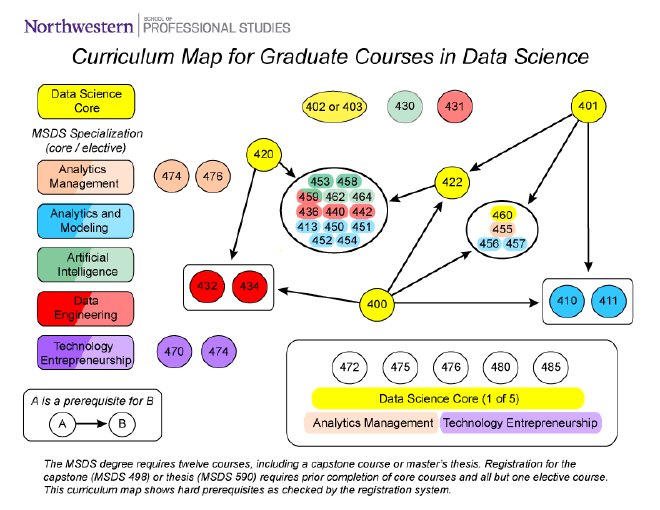 Northwestern | SCHOOL OF PROFESSIONAL STUDIES
Curriculum Map for Graduate Courses in Data Science
Data Science Core
402 or 403
430
431
401
MSDS Specialization
(core / elective)
420
Analytics Management
474
476
422
453 458
459 462 464
436 440 442
413 450 451
452 454
Analytics and Modeling
460
455
456 457
Artificial Intelligence
432
434
400
410
411
Data Engineering
Technology Entrepreneurship
470
474
472
475
476
480
485
Data Science Core (1 of 5)
Analytics Management
Technology Entrepreneurship
A is a prerequisite for B
A
B
The MSDS degree requires twelve courses, including a capstone course or master's thesis. Registration for the
capstone (MSDS 498) or thesis (MSDS 590) requires prior completion of core courses and all but one elective course.
This curriculum map shows hard prerequisites as checked by the registration system.